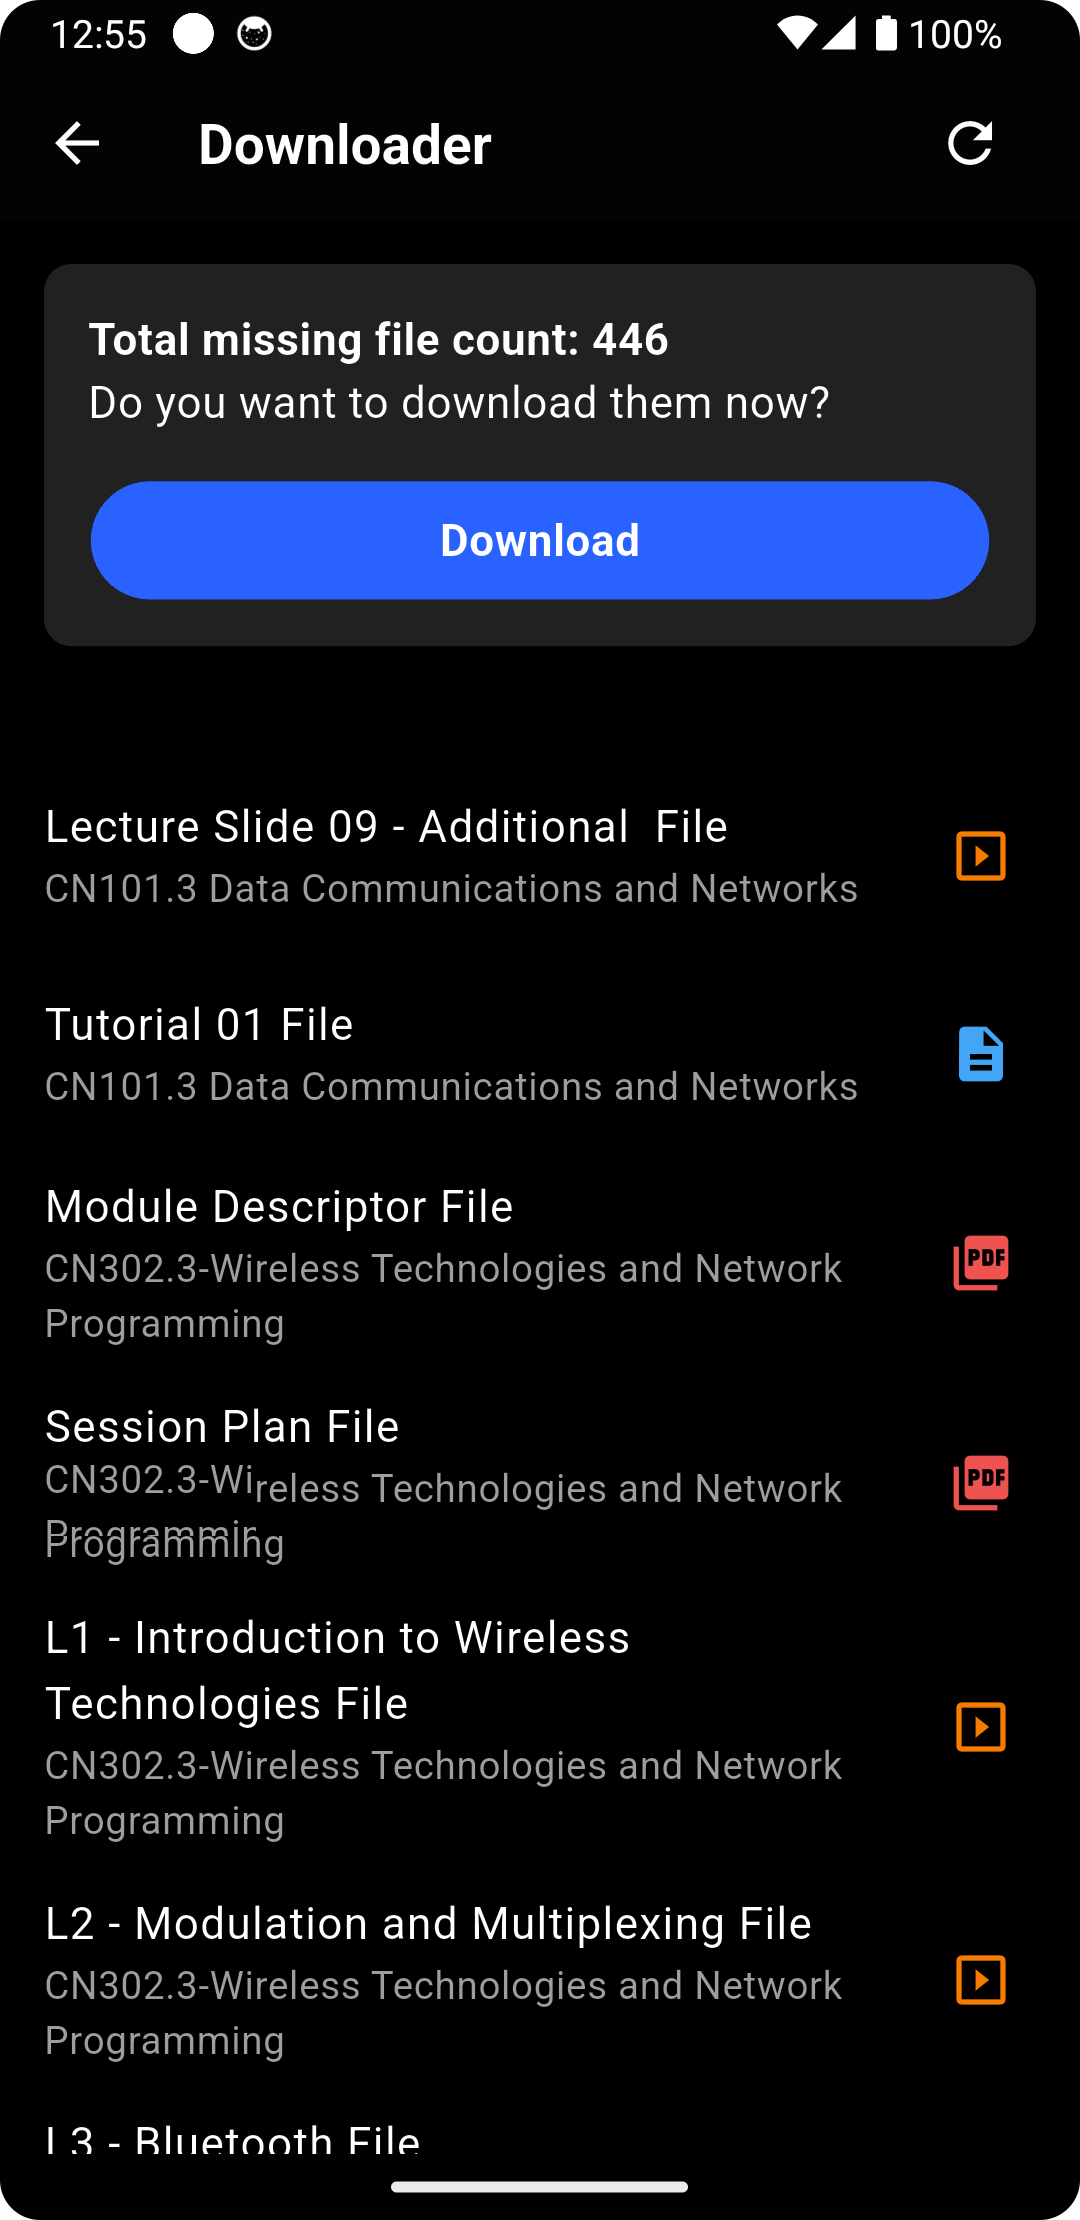 12:55
100%
Downloader
Total missing file count: 446
Do you want to download them now?
Download
Lecture Slide 09 - Additional  File
CN101.3 Data Communications and Networks
Tutorial 01 File
CN101.3 Data Communications and Networks
Module Descriptor File
CN302.3-Wireless Technologies and Network
PDF
Programming
Session Plan File
CN302.3-Wireless Technologies and Network
PDF
Programming
L1 - Introduction to Wireless
Technologies File
CN302.3-Wireless Technologies and Network
Programming
L2 - Modulation and Multiplexing File
CN302.3-Wireless Technologies and Network
Programming
L3 - Bluetooth File